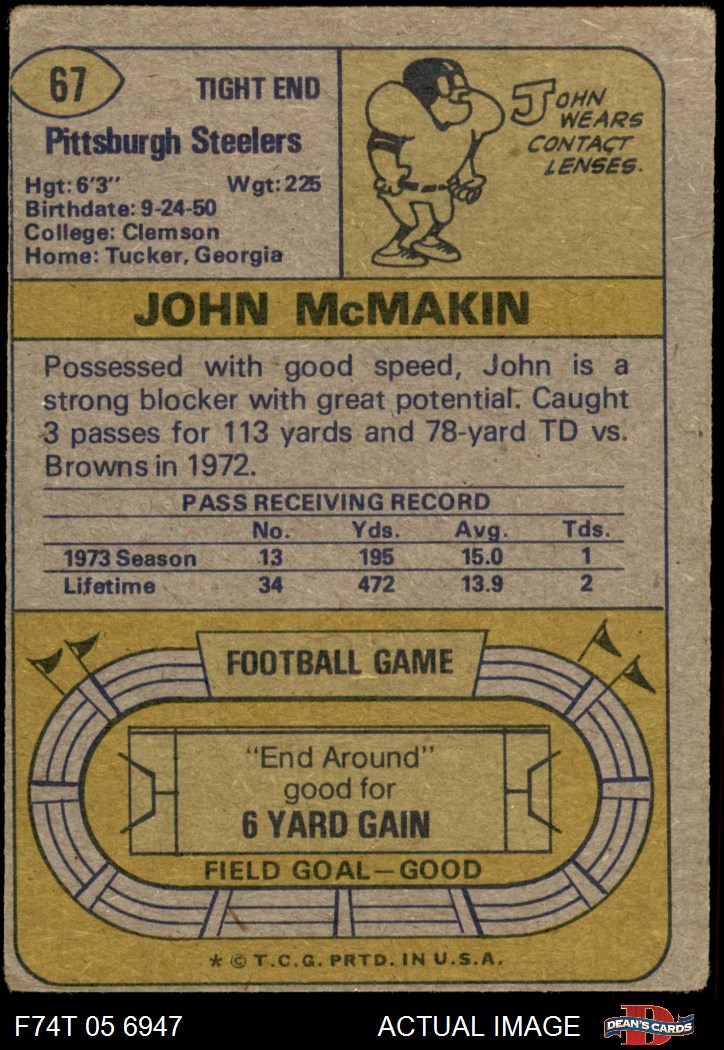 67
TIGHT END
Pittsburgh Steelers
Hgt: 6'3" Wgt: 225
Birthdate: 9-24-50
College: Clemson
Home: Tucker, Georgia
JOHN
WEARS
CONTACT
LENSES.
JOHN McMAKIN
Possessed with good speed, John is a
strong blocker with great potential. Caught
3 passes for 113 yards and 78-yard TD vs.
Browns in 1972.
PASS RECEIVING RECORD
No. Yds. Avg. Tds.
1973 Season 13 195 15.0 1
Lifetime 34 472 13.9 2
FOOTBALL GAME
"End Around"
good for
6 YARD GAIN
FIELD GOAL—GOOD
* © T.C.G. PRTD. IN U.S.A.
F74T 05 6947 ACTUAL IMAGE
D
DEAN'S CARDS